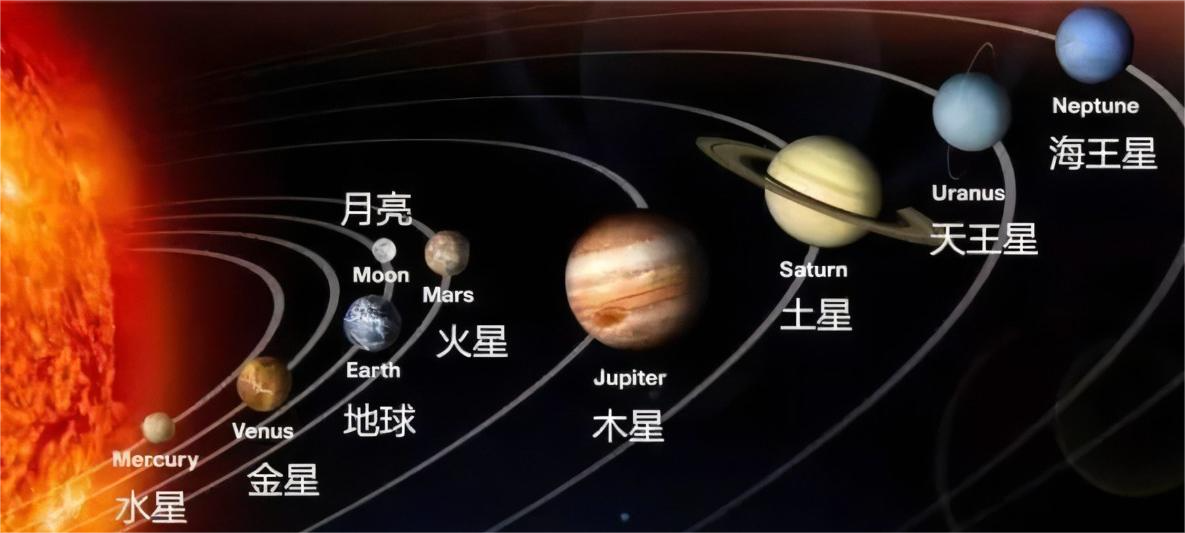 Mercury
水星
Venus
金星
月亮
Moon
Earth
地球
Mars
火星
Jupiter
木星
Saturn
土星
Uranus
天王星
Neptune
海王星